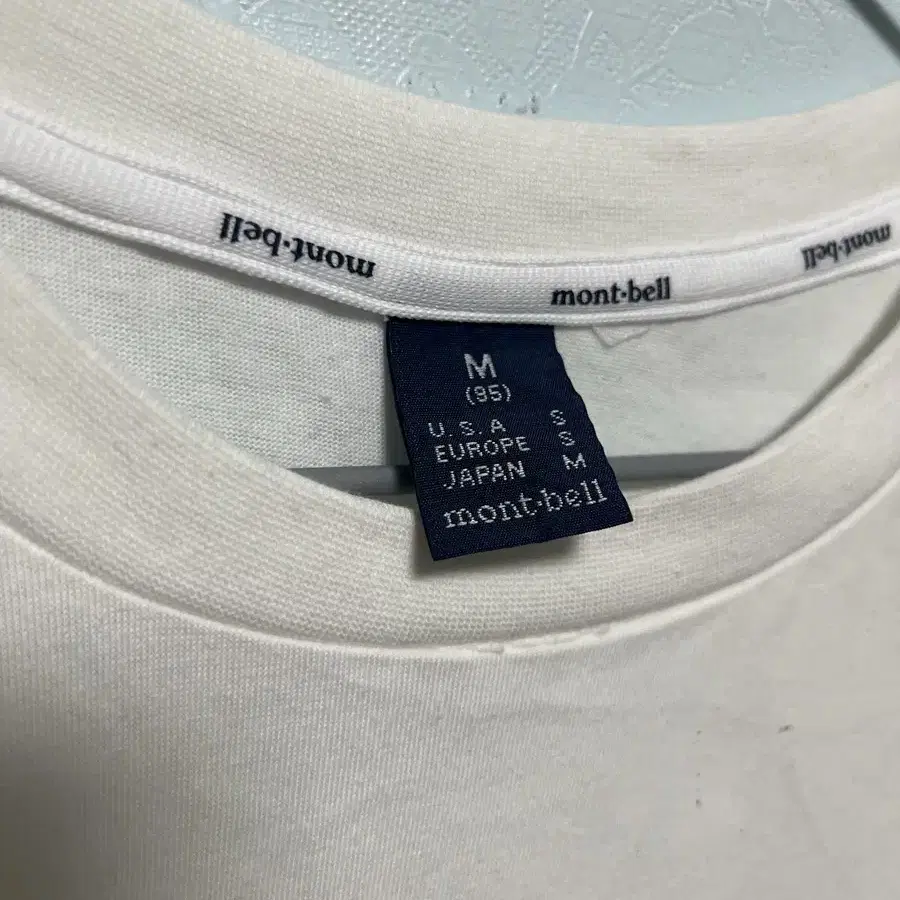 mont·bell
mont·bell
mont·bell
M
(95)
U.S.A S
EUROPE S
JAPAN M
mont·bell